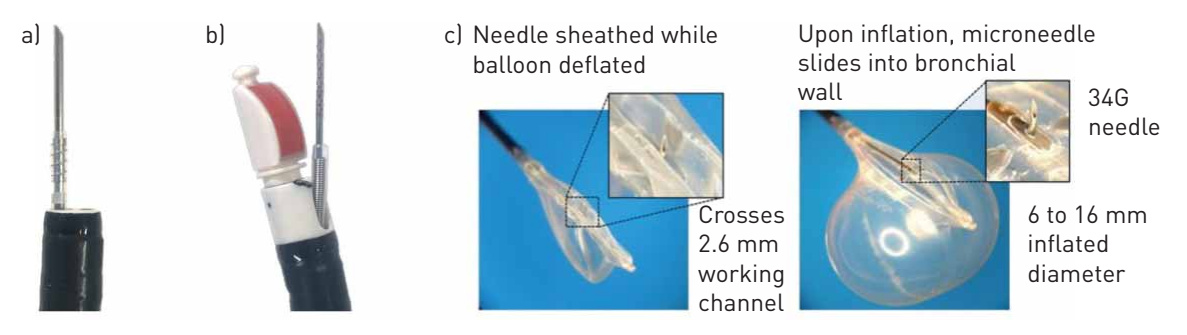 a)
b)
c) Needle sheathed while
balloon deflated
Crosses
2.6 mm
working
channel
Upon inflation, microneedle
slides into bronchial
wall
34G
needle
6 to 16 mm
inflated
diameter